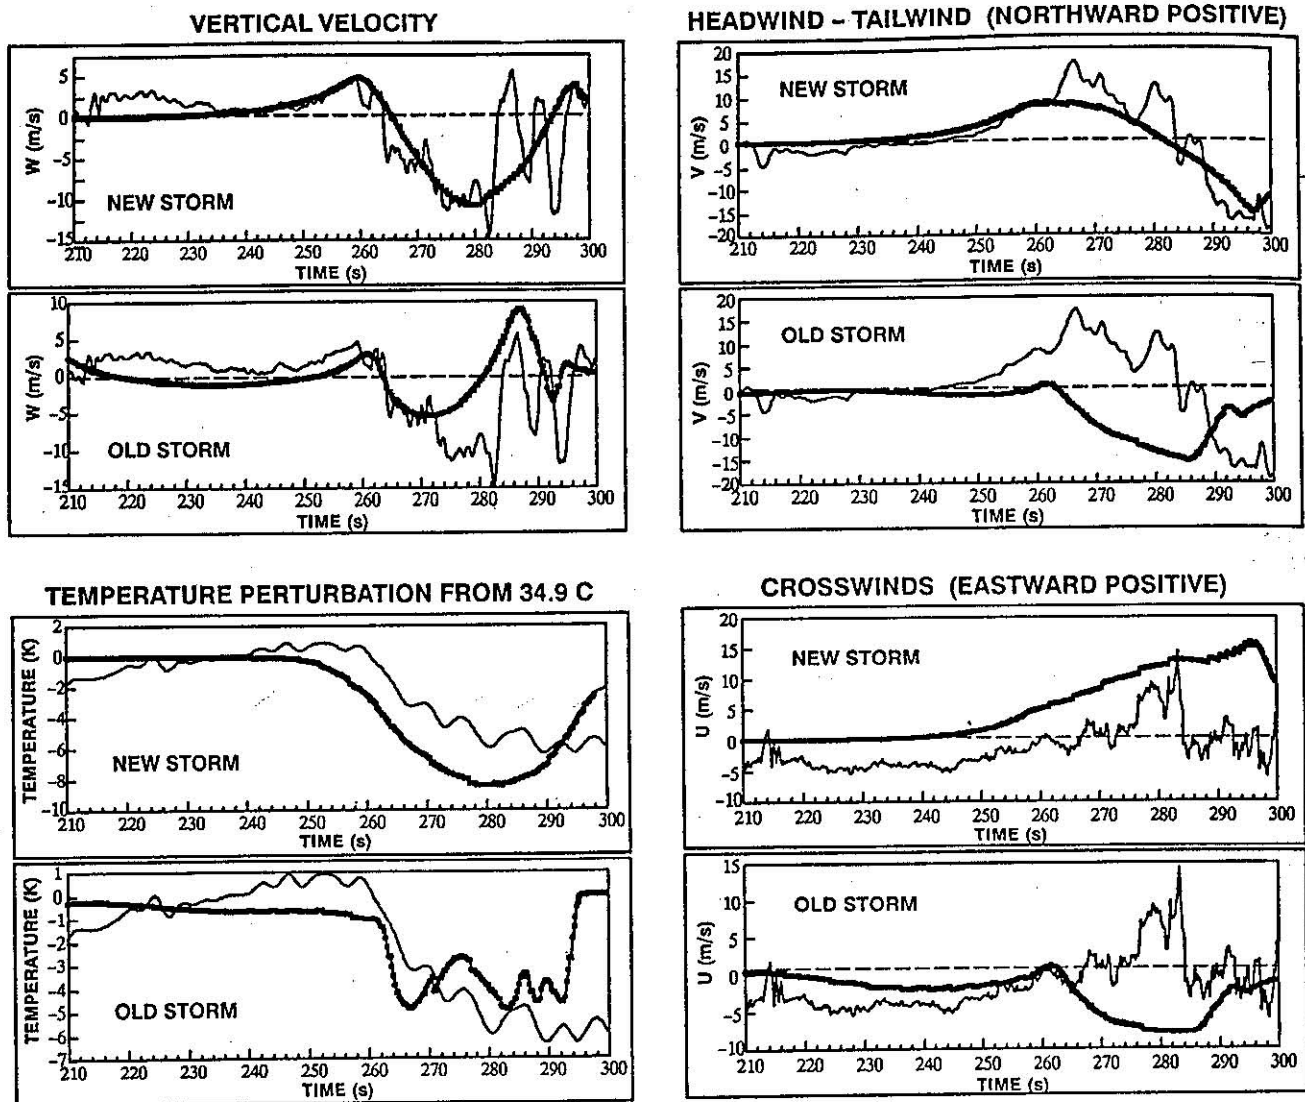 VERTICAL VELOCITY
W (m/s)
5
0
−5
−10
−15
NEW STORM
210 220 230 240 250 260 270 280 290 300
TIME (s)
10
5
0
−5
−10
−15
W (m/s)
OLD STORM
210 220 230 240 250 260 270 280 290 300
TIME (s)
HEADWIND – TAILWIND (NORTHWARD POSITIVE)
20
15
10
5
0
−5
−10
−15
−20
V (m/s)
NEW STORM
210 220 230 240 250 260 270 280 290 300
TIME (s)
20
15
10
5
0
−5
−10
−15
−20
V (m/s)
OLD STORM
210 220 230 240 250 260 270 280 290 300
TIME (s)
TEMPERATURE PERTURBATION FROM 34.9 C
TEMPERATURE (K)
2
0
−2
−4
−6
−8
−10
NEW STORM
210 220 230 240 250 260 270 280 290 300
TIME (s)
TEMPERATURE (K)
1
0
−1
−2
−3
−4
−5
−6
−7
OLD STORM
210 220 230 240 250 260 270 280 290 300
TIME (s)
CROSSWINDS (EASTWARD POSITIVE)
20
15
10
5
0
−5
−10
U (m/s)
NEW STORM
210 220 230 240 250 260 270 280 290 300
TIME (s)
15
10
5
0
−5
−10
U (m/s)
OLD STORM
210 220 230 240 250 260 270 280 290 300
TIME (s)